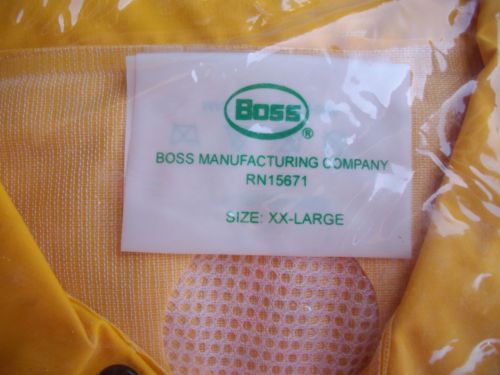 BOSS
®
BOSS MANUFACTURING COMPANY
RN15671
SIZE: XX-LARGE